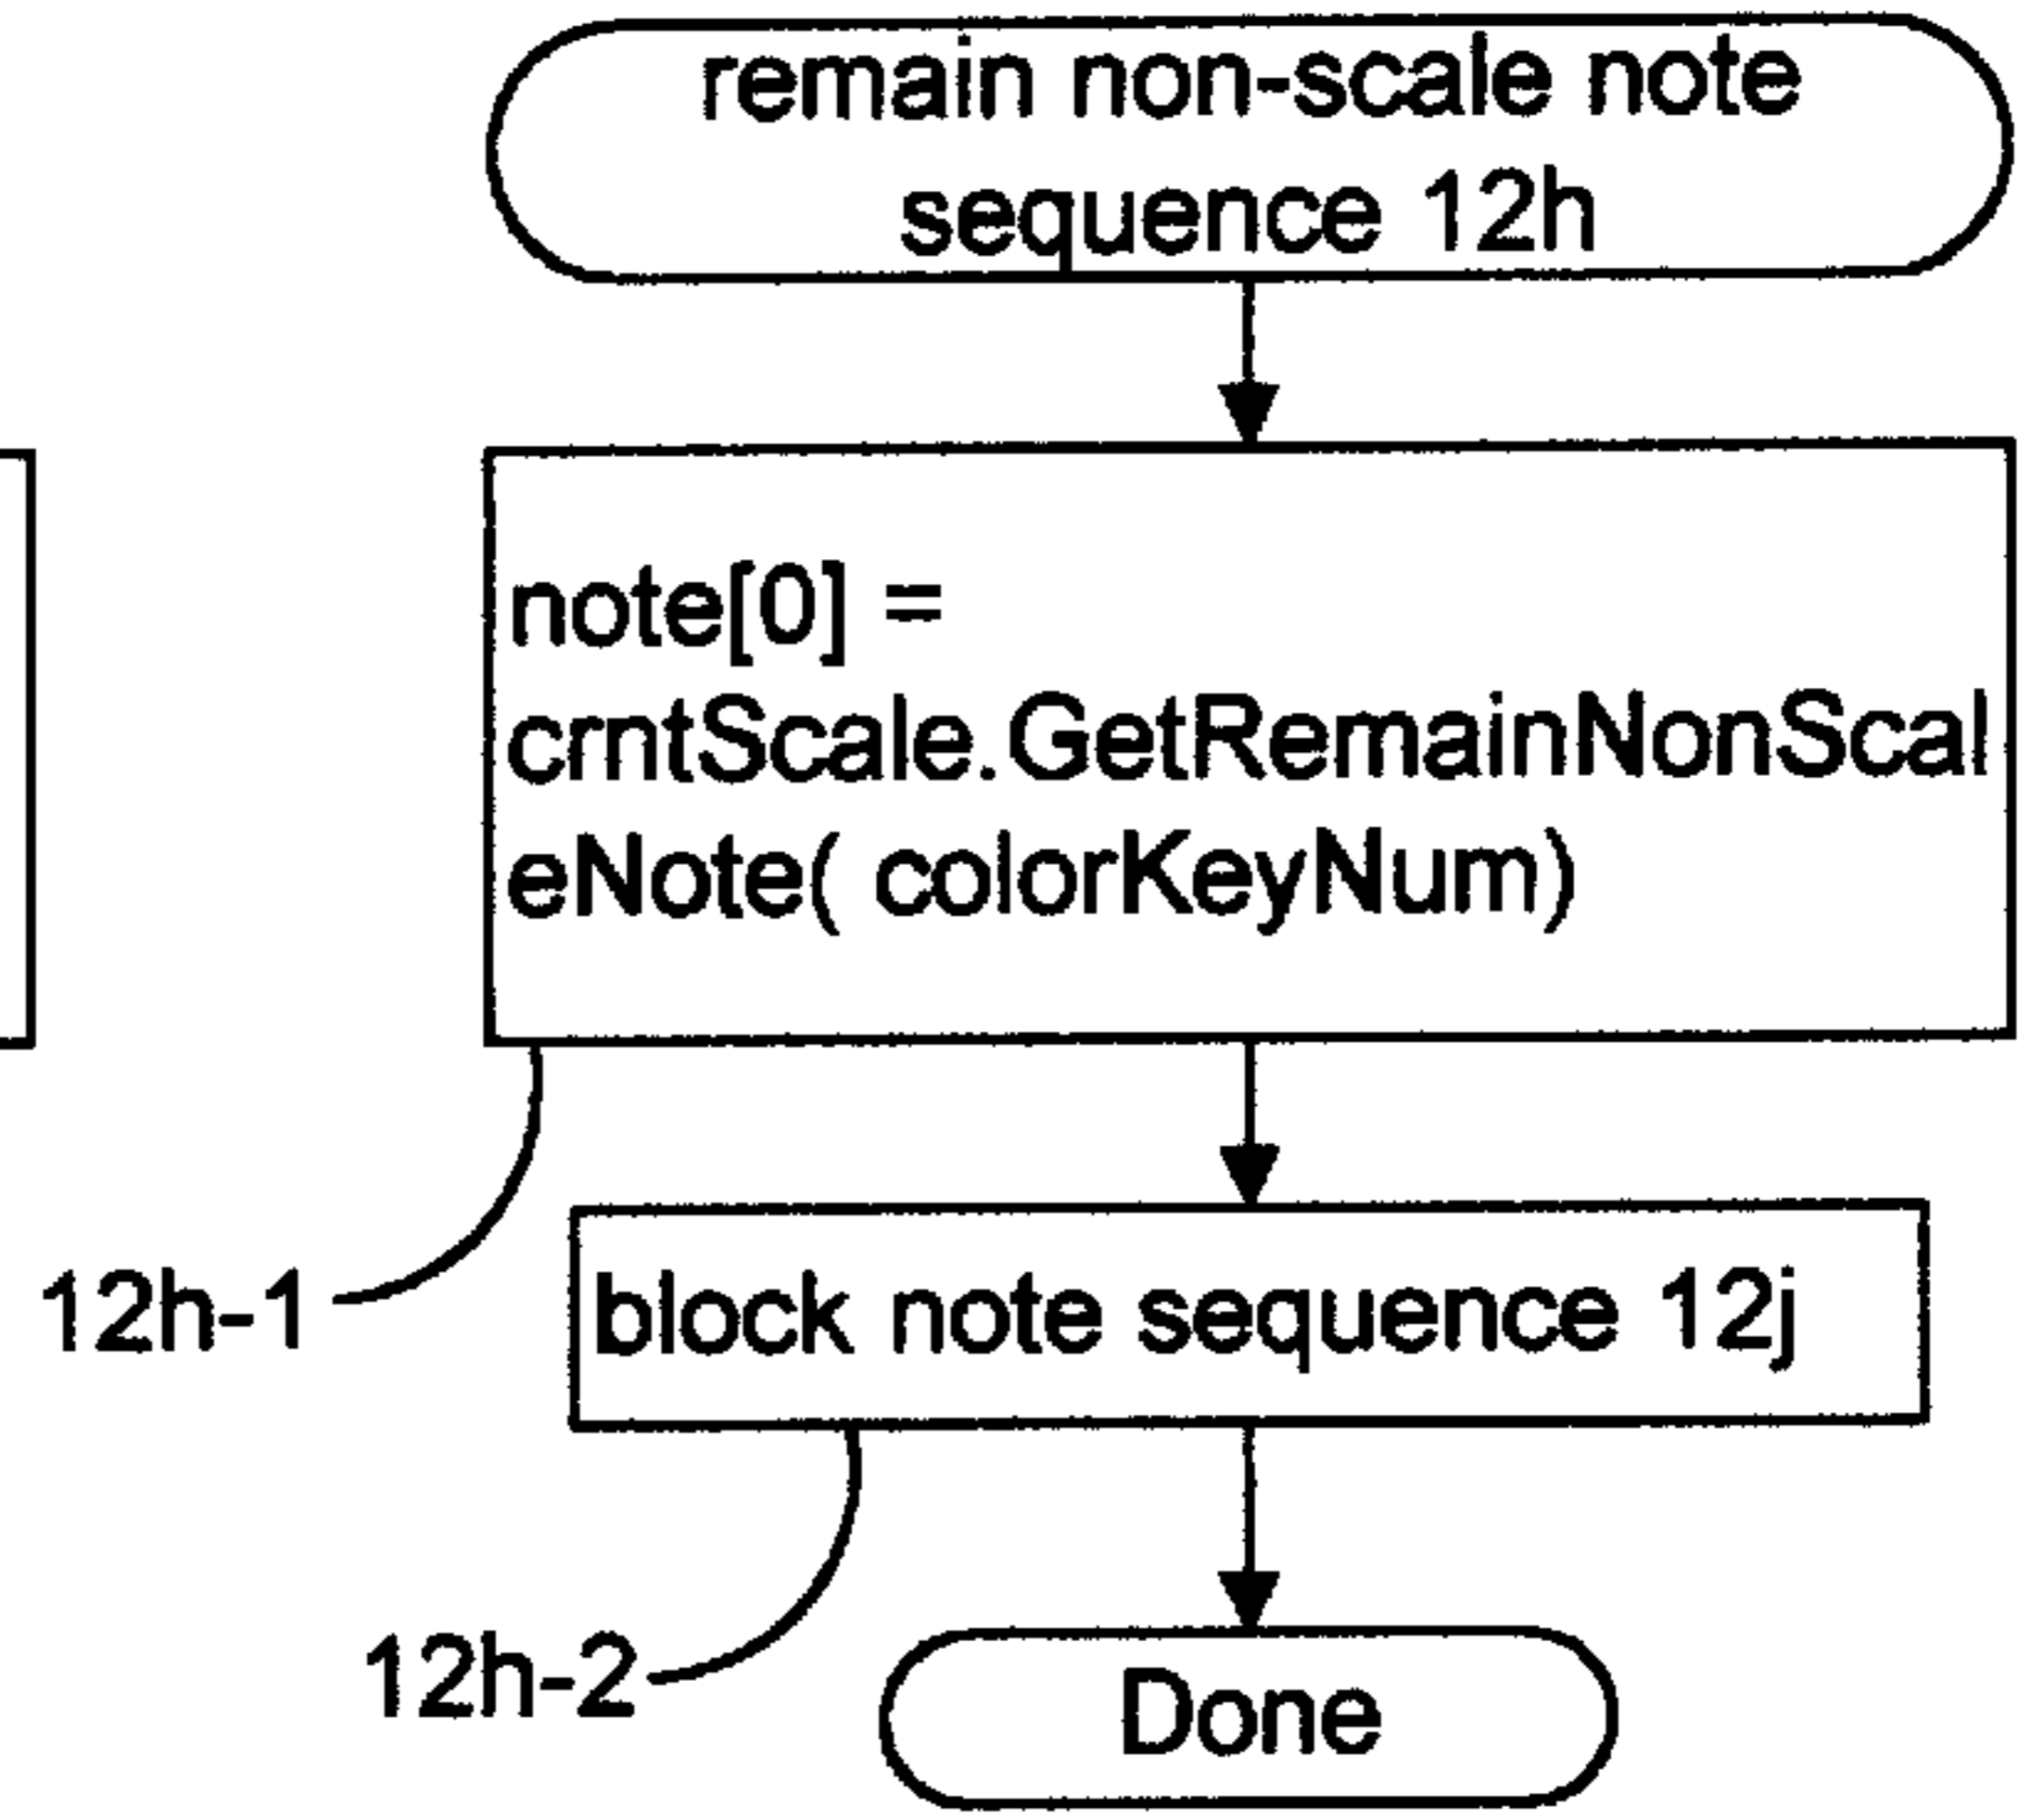 remain non-scale note
sequence 12h
note[0] =
crntScale.GetRemainNonScal
eNote( colorKeyNum)
12h-1
block note sequence 12j
12h-2
Done